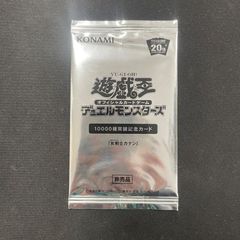 KONAMI
20th
YU-GI-OH!
遊戯王
オフィシャルカードゲーム
デュエルモンスターズ
10000種突破記念カード
非売品